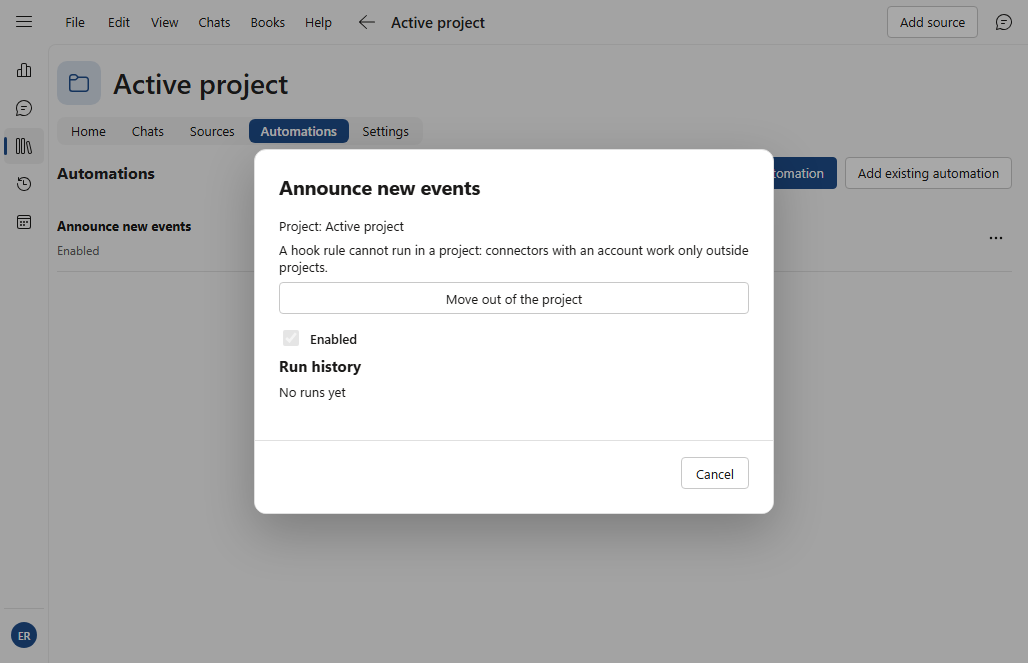 File Edit View Chats Books Help Active project Add source
Active project
Home Chats Sources Automations Settings
Automations
Add existing automation
Announce new events
Enabled
Announce new events
Project: Active project
A hook rule cannot run in a project: connectors with an account work only outside
projects.
Move out of the project
Enabled
Run history
No runs yet
Cancel
ER